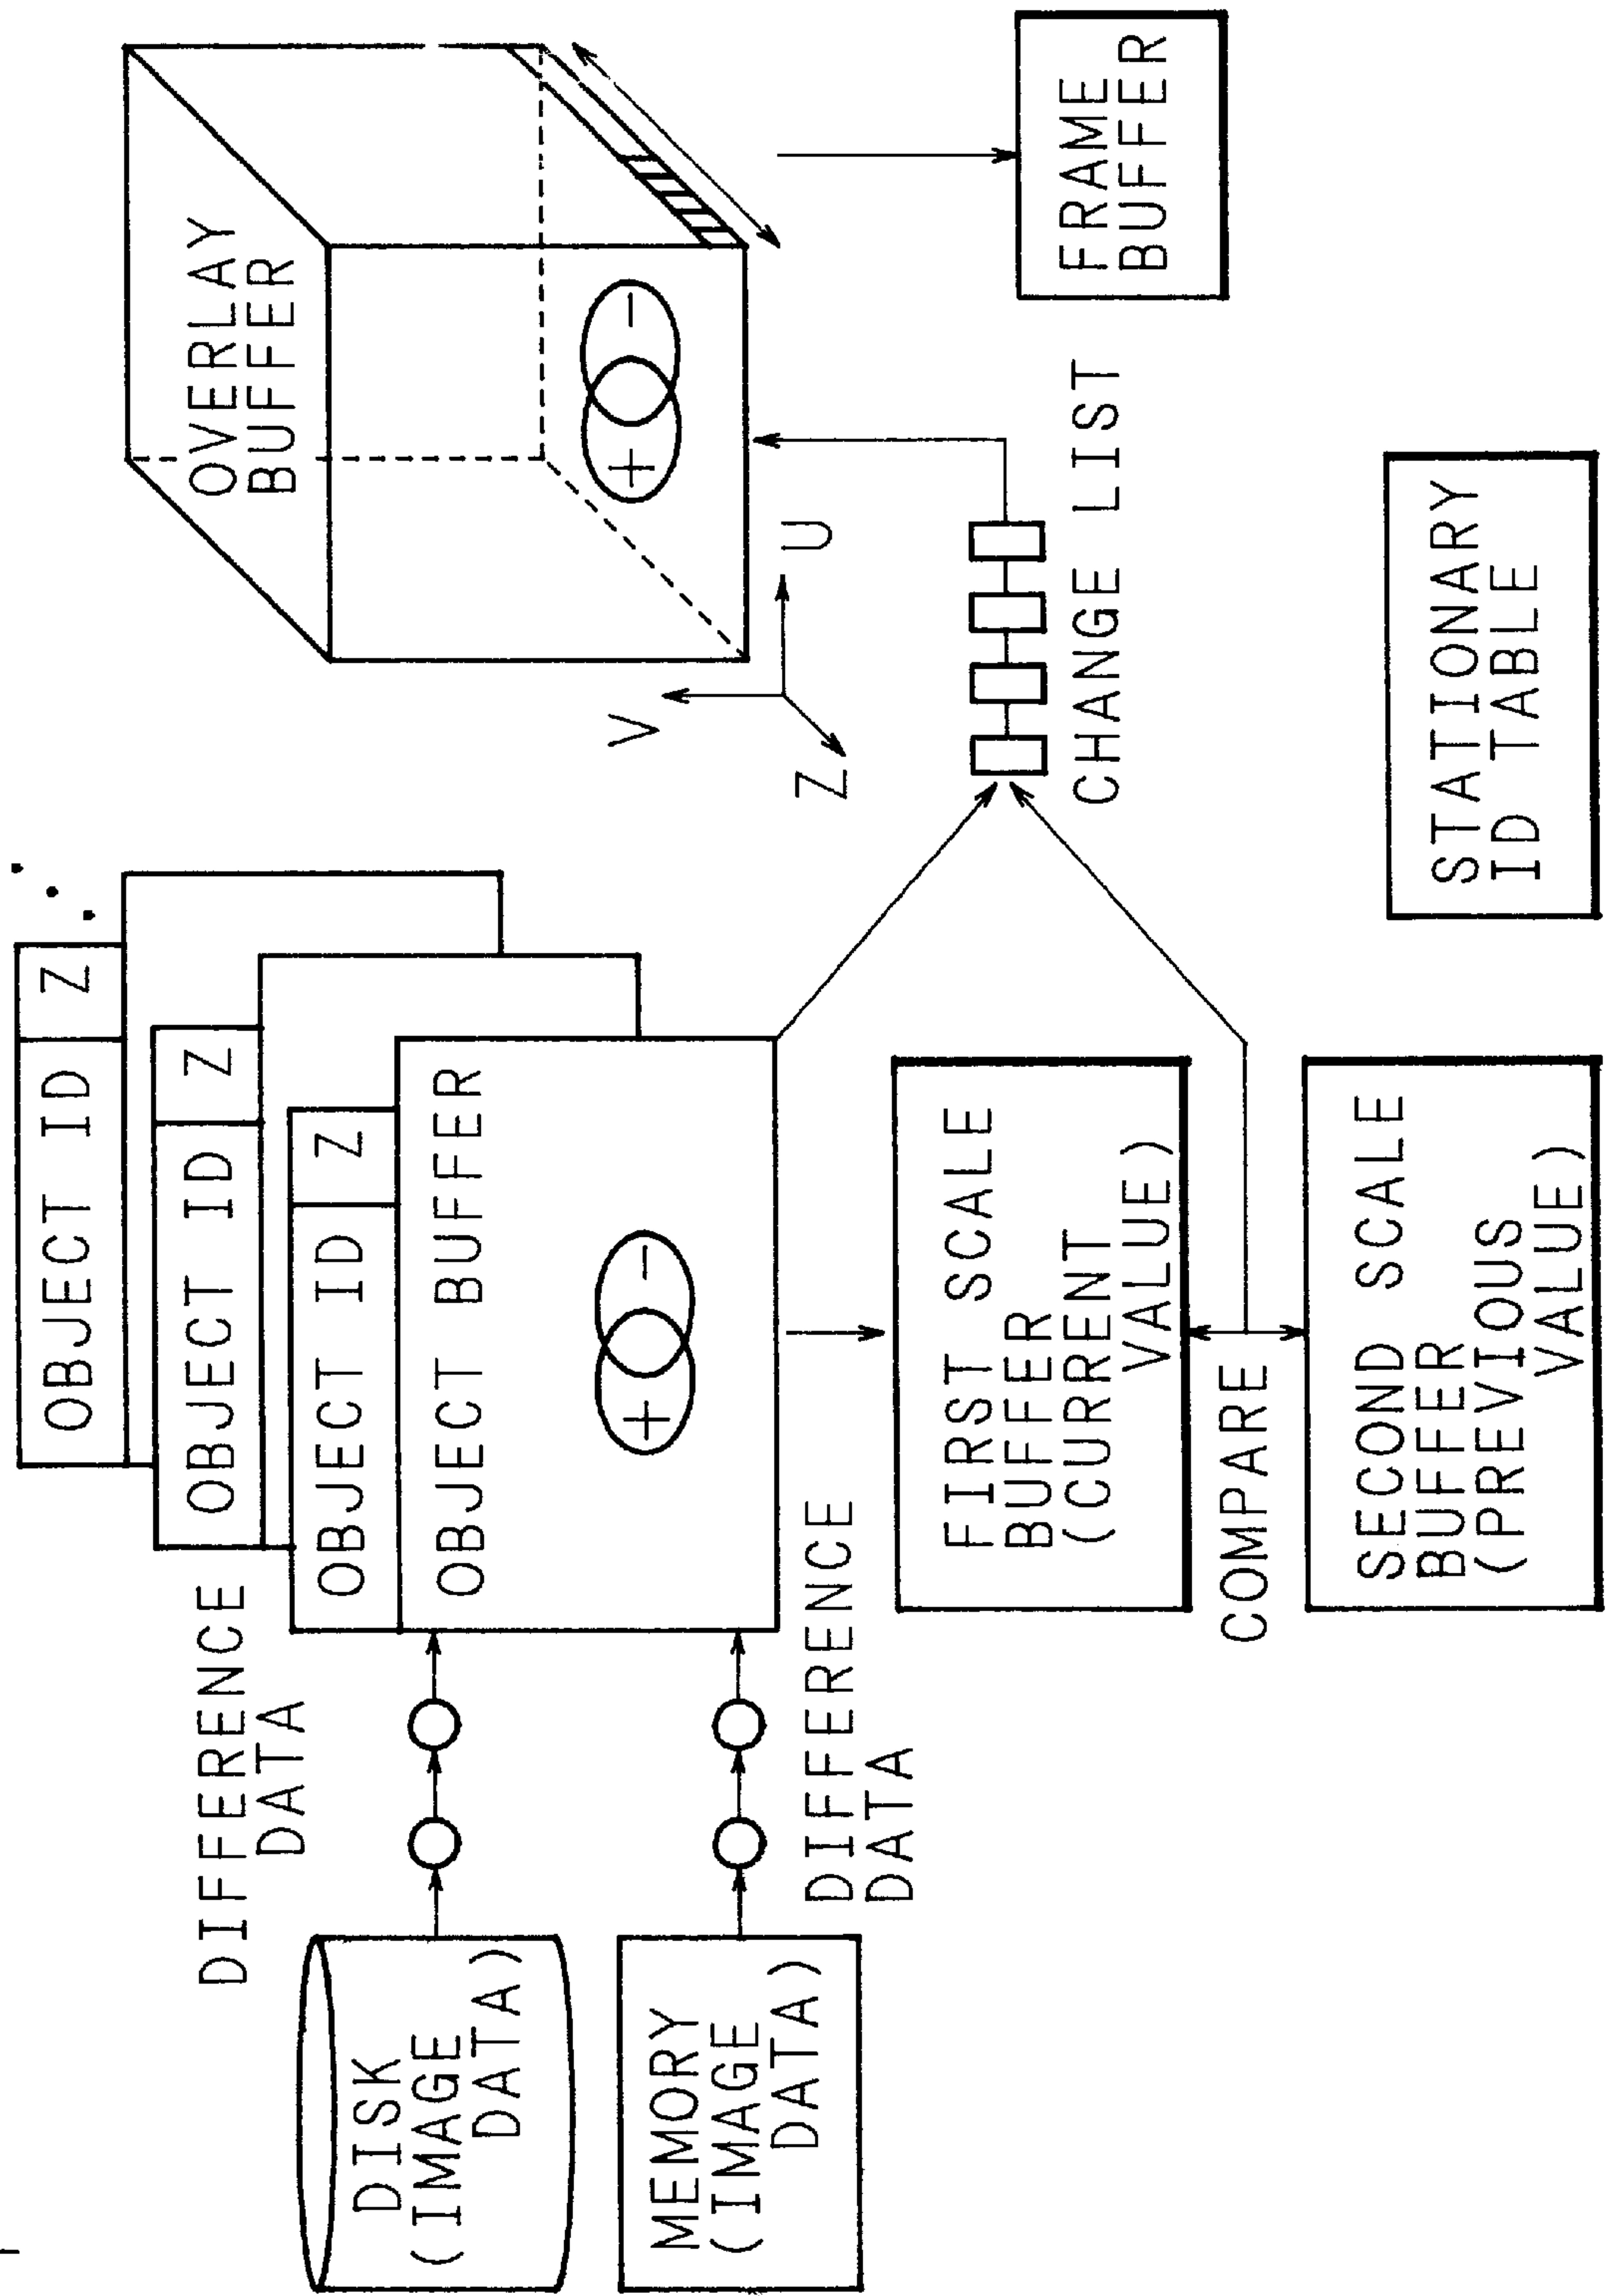 OBJECT ID Z
OBJECT ID Z
OBJECT ID Z
OBJECT BUFFER
+ -
DIFFERENCE
DATA
DISK
(IMAGE
DATA)
MEMORY
(IMAGE
DATA)
DIFFERENCE
DATA
FIRST SCALE
BUFFER
(CURRENT
VALUE)
COMPARE
SECOND SCALE
BUFFER
(PREVIOUS
VALUE)
OVERLAY
BUFFER
+ -
V
U
Z
CHANGE LIST
FRAME
BUFFER
STATIONARY
ID TABLE